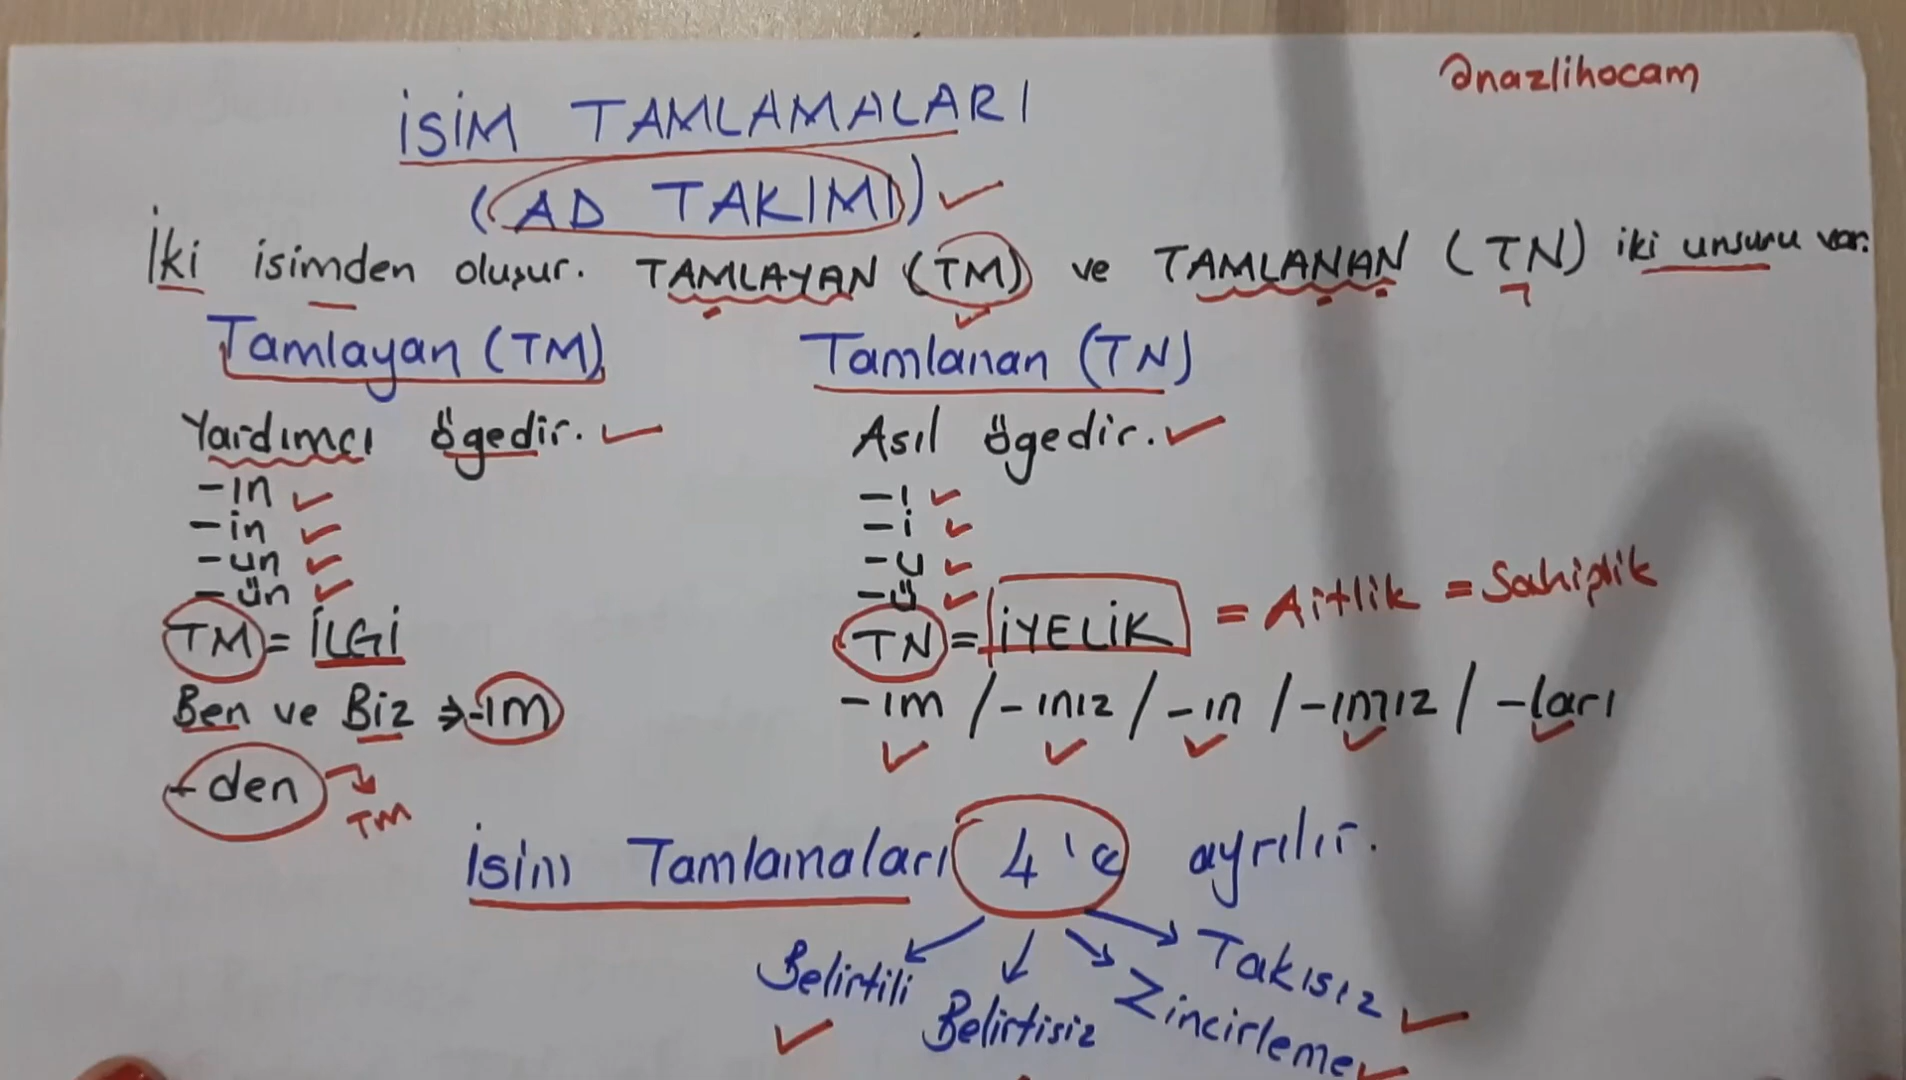 @nazlihocam
İSİM TAMLAMALARI
(AD TAKIMI)
İki isimden oluşur. TAMLAYAN (TM) ve TAMLANAN (TN) iki unsuru var.
Tamlayan (TM)
Yardımcı ögedir.
-ın
-in
-un
-ün
TM = İLGİ
Ben ve Biz ⇒ -ım
-den
TM
Tamlanan (TN)
Asıl ögedir.
-ı
-i
-u
-ü
TN = İYELİK = Aitlik = Sahiplik
-ım / -ınız / -ın / -ımız / -ları
İsim Tamlamaları 4'e ayrılır.
Belirtili
Belirtisiz
Zincirleme
Takısız